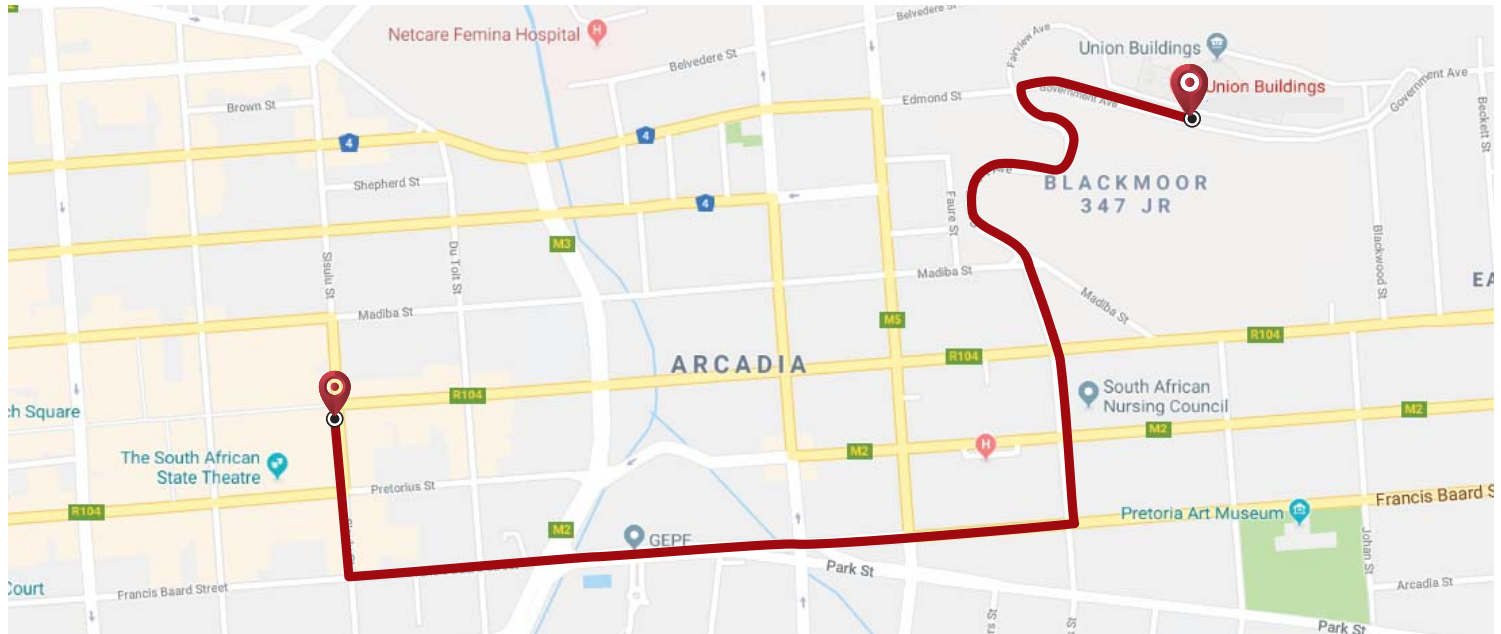 Belvedere St
Netcare Femina Hospital
H
Fairview Ave
Union Buildings
Belvedere St
Government Ave
Union Buildings
Brown St
Edmond St
Government Ave
Beckett St
4
4
Shepherd St
Ave
BLACKMOOR
347 JR
4
Faure St
Sisulu St
Du Toit St
M3
Blackwood St
Madiba St
Madiba St
EA
Madiba St
M5
R104
R104
ARCADIA
R104
South African
Nursing Council
ch Square
M2
M2
H
M2
The South African
State Theatre
Pretorius St
Francis Baard S
R104
Pretoria Art Museum
M2
GEPF
Park St
Johan St
Court
Francis Baard Street
Arcadia St
rs St
s St
Park St